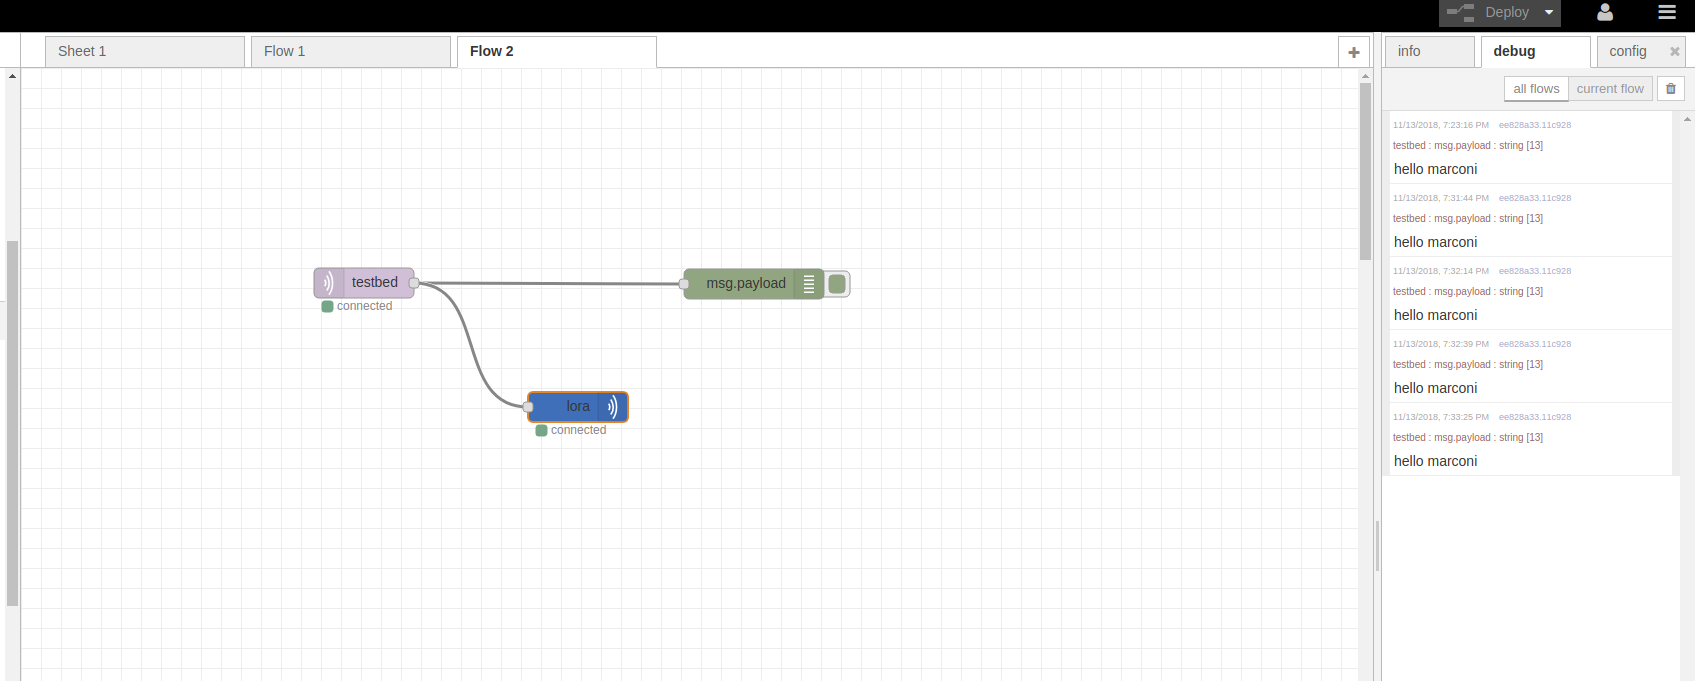 Deploy
Sheet 1
Flow 1
Flow 2
info
debug
config
all flows
current flow
11/13/2018, 7:23:16 PM ee828a33.11c928
testbed : msg.payload : string [13]
hello marconi
11/13/2018, 7:31:44 PM ee828a33.11c928
testbed : msg.payload : string [13]
hello marconi
11/13/2018, 7:32:14 PM ee828a33.11c928
testbed : msg.payload : string [13]
hello marconi
11/13/2018, 7:32:39 PM ee828a33.11c928
testbed : msg.payload : string [13]
hello marconi
11/13/2018, 7:33:25 PM ee828a33.11c928
testbed : msg.payload : string [13]
hello marconi
testbed
connected
msg.payload
lora
connected